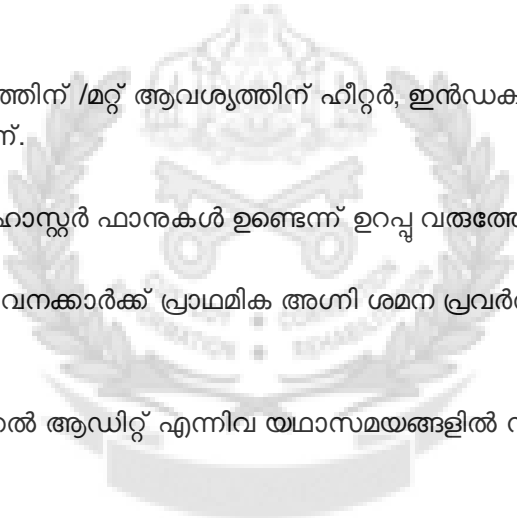 ത്തിന് /മറ്റ് ആവശ്യത്തിന് ഹീറ്റർ, ഇൻഡക
ന്.
ഹാസ്റ്റർ ഫാനുകൾ ഉണ്ടെന്ന് ഉറപ്പു വരുത്തേ
വനക്കാർക്ക് പ്രാഥമിക അഗ്നി ശമന പ്രവർ
ൽ ആഡിറ്റ് എന്നിവ യഥാസമയങ്ങളിൽ